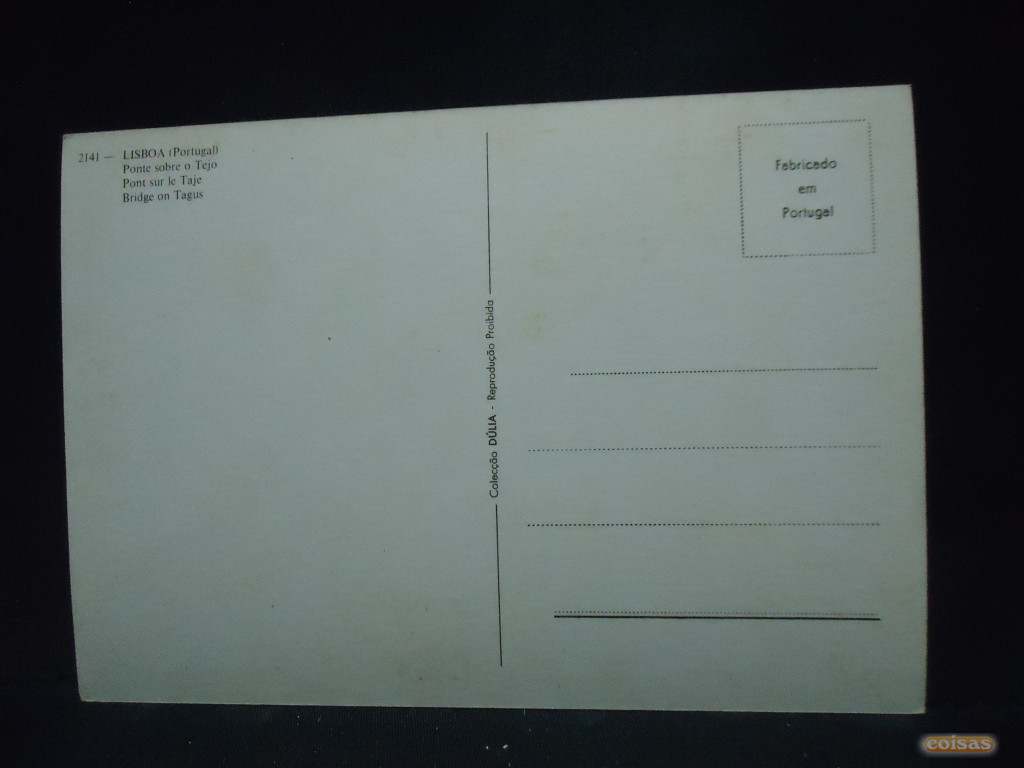 2141 — LISBOA (Portugal)
Ponte sobre o Tejo
Pont sur le Taje
Bridge on Tagus
Colecção DÚLIA - Reprodução Proibida
Fabricado
em
Portugal
coisas